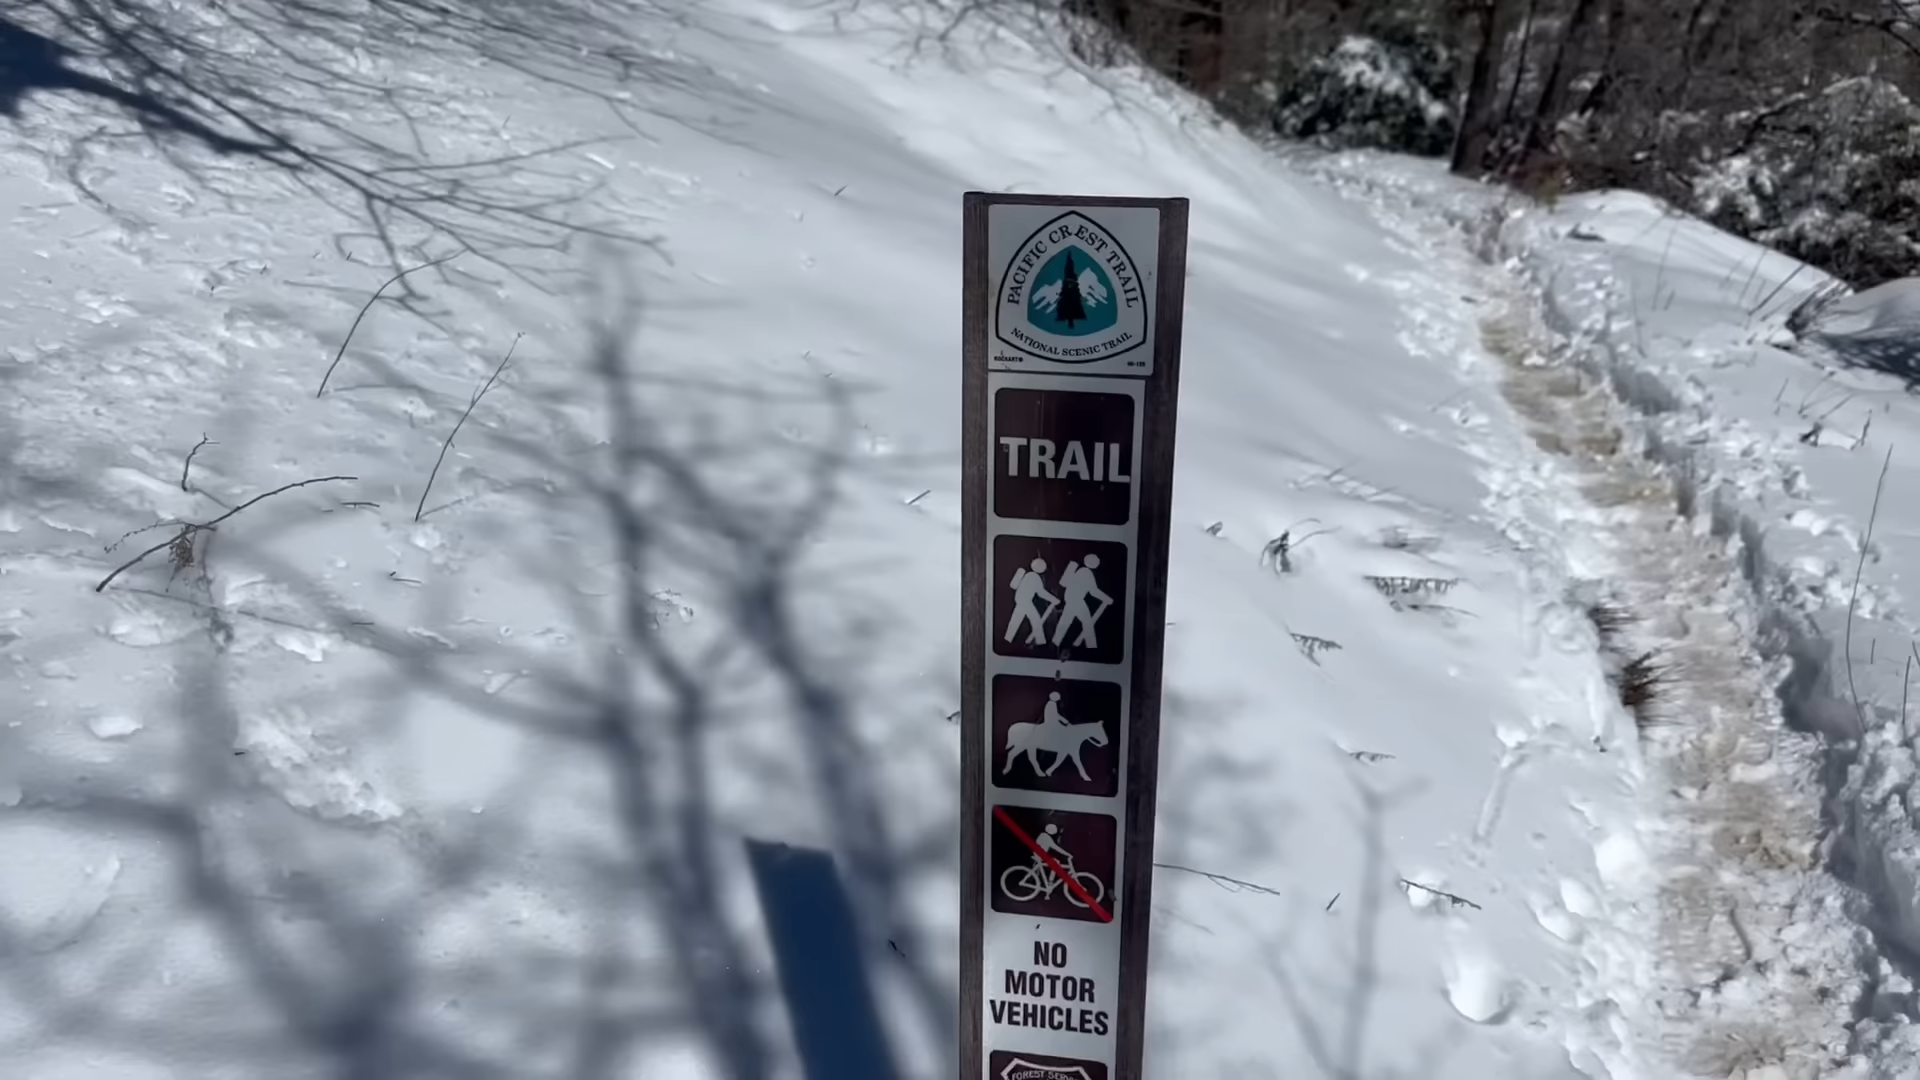 PACIFIC CREST TRAIL
NATIONAL SCENIC TRAIL
TRAIL
NO
MOTOR
VEHICLES